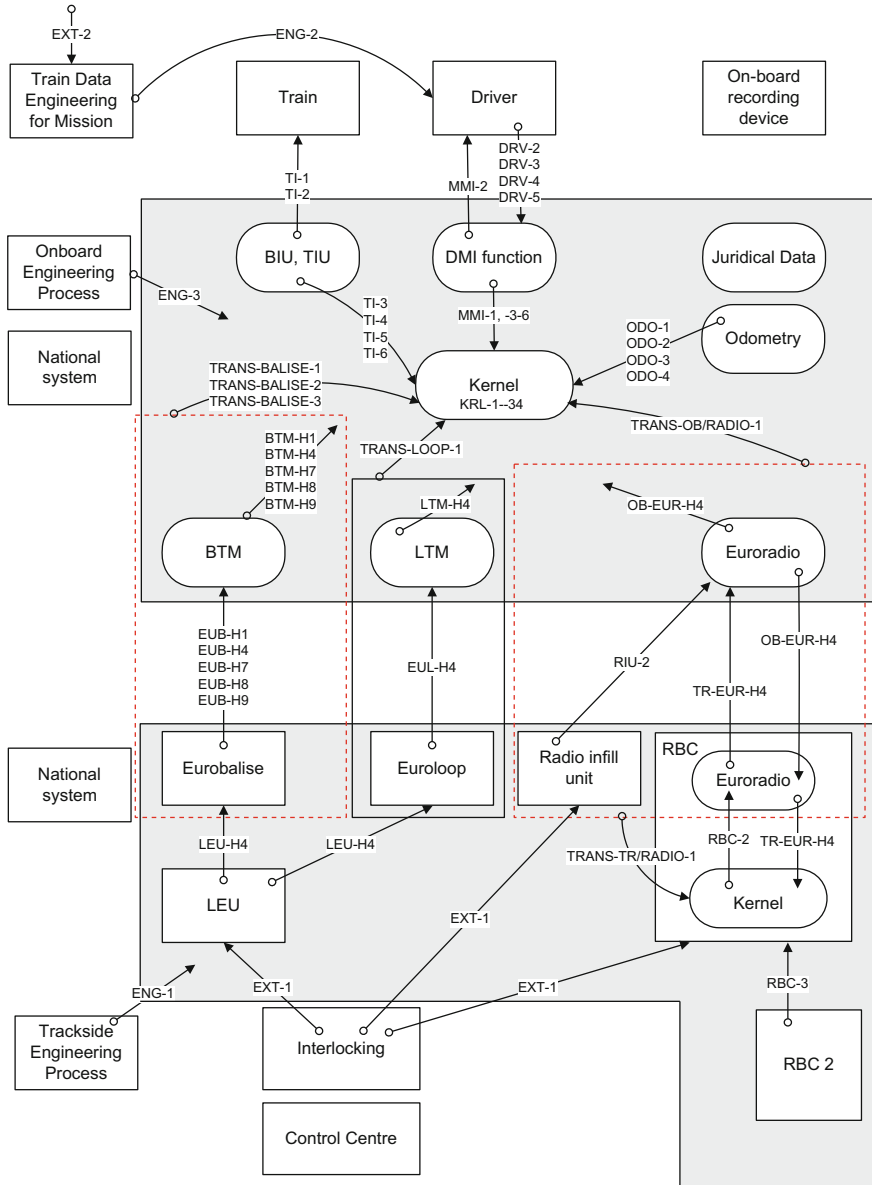 EXT-2
ENG-2
Train Data
Engineering
for Mission
Train
Driver
On-board
recording
device
TI-1
TI-2
MMI-2
DRV-2
DRV-3
DRV-4
DRV-5
Onboard
Engineering
Process
ENG-3
BIU, TIU
DMI function
Juridical Data
TI-3
TI-4
TI-5
TI-6
MMI-1, -3-6
ODO-1
ODO-2
ODO-3
ODO-4
Odometry
National
system
TRANS-BALISE-1
TRANS-BALISE-2
TRANS-BALISE-3
Kernel
KRL-1--34
TRANS-OB/RADIO-1
BTM-H1
BTM-H4
BTM-H7
BTM-H8
BTM-H9
TRANS-LOOP-1
LTM-H4
OB-EUR-H4
BTM
LTM
Euroradio
EUB-H1
EUB-H4
EUB-H7
EUB-H8
EUB-H9
EUL-H4
RIU-2
OB-EUR-H4
TR-EUR-H4
National
system
Eurobalise
Euroloop
Radio infill
unit
RBC
Euroradio
LEU-H4
LEU-H4
TRANS-TR/RADIO-1
RBC-2
TR-EUR-H4
LEU
Kernel
EXT-1
ENG-1
EXT-1
EXT-1
RBC-3
Trackside
Engineering
Process
Interlocking
RBC 2
Control Centre